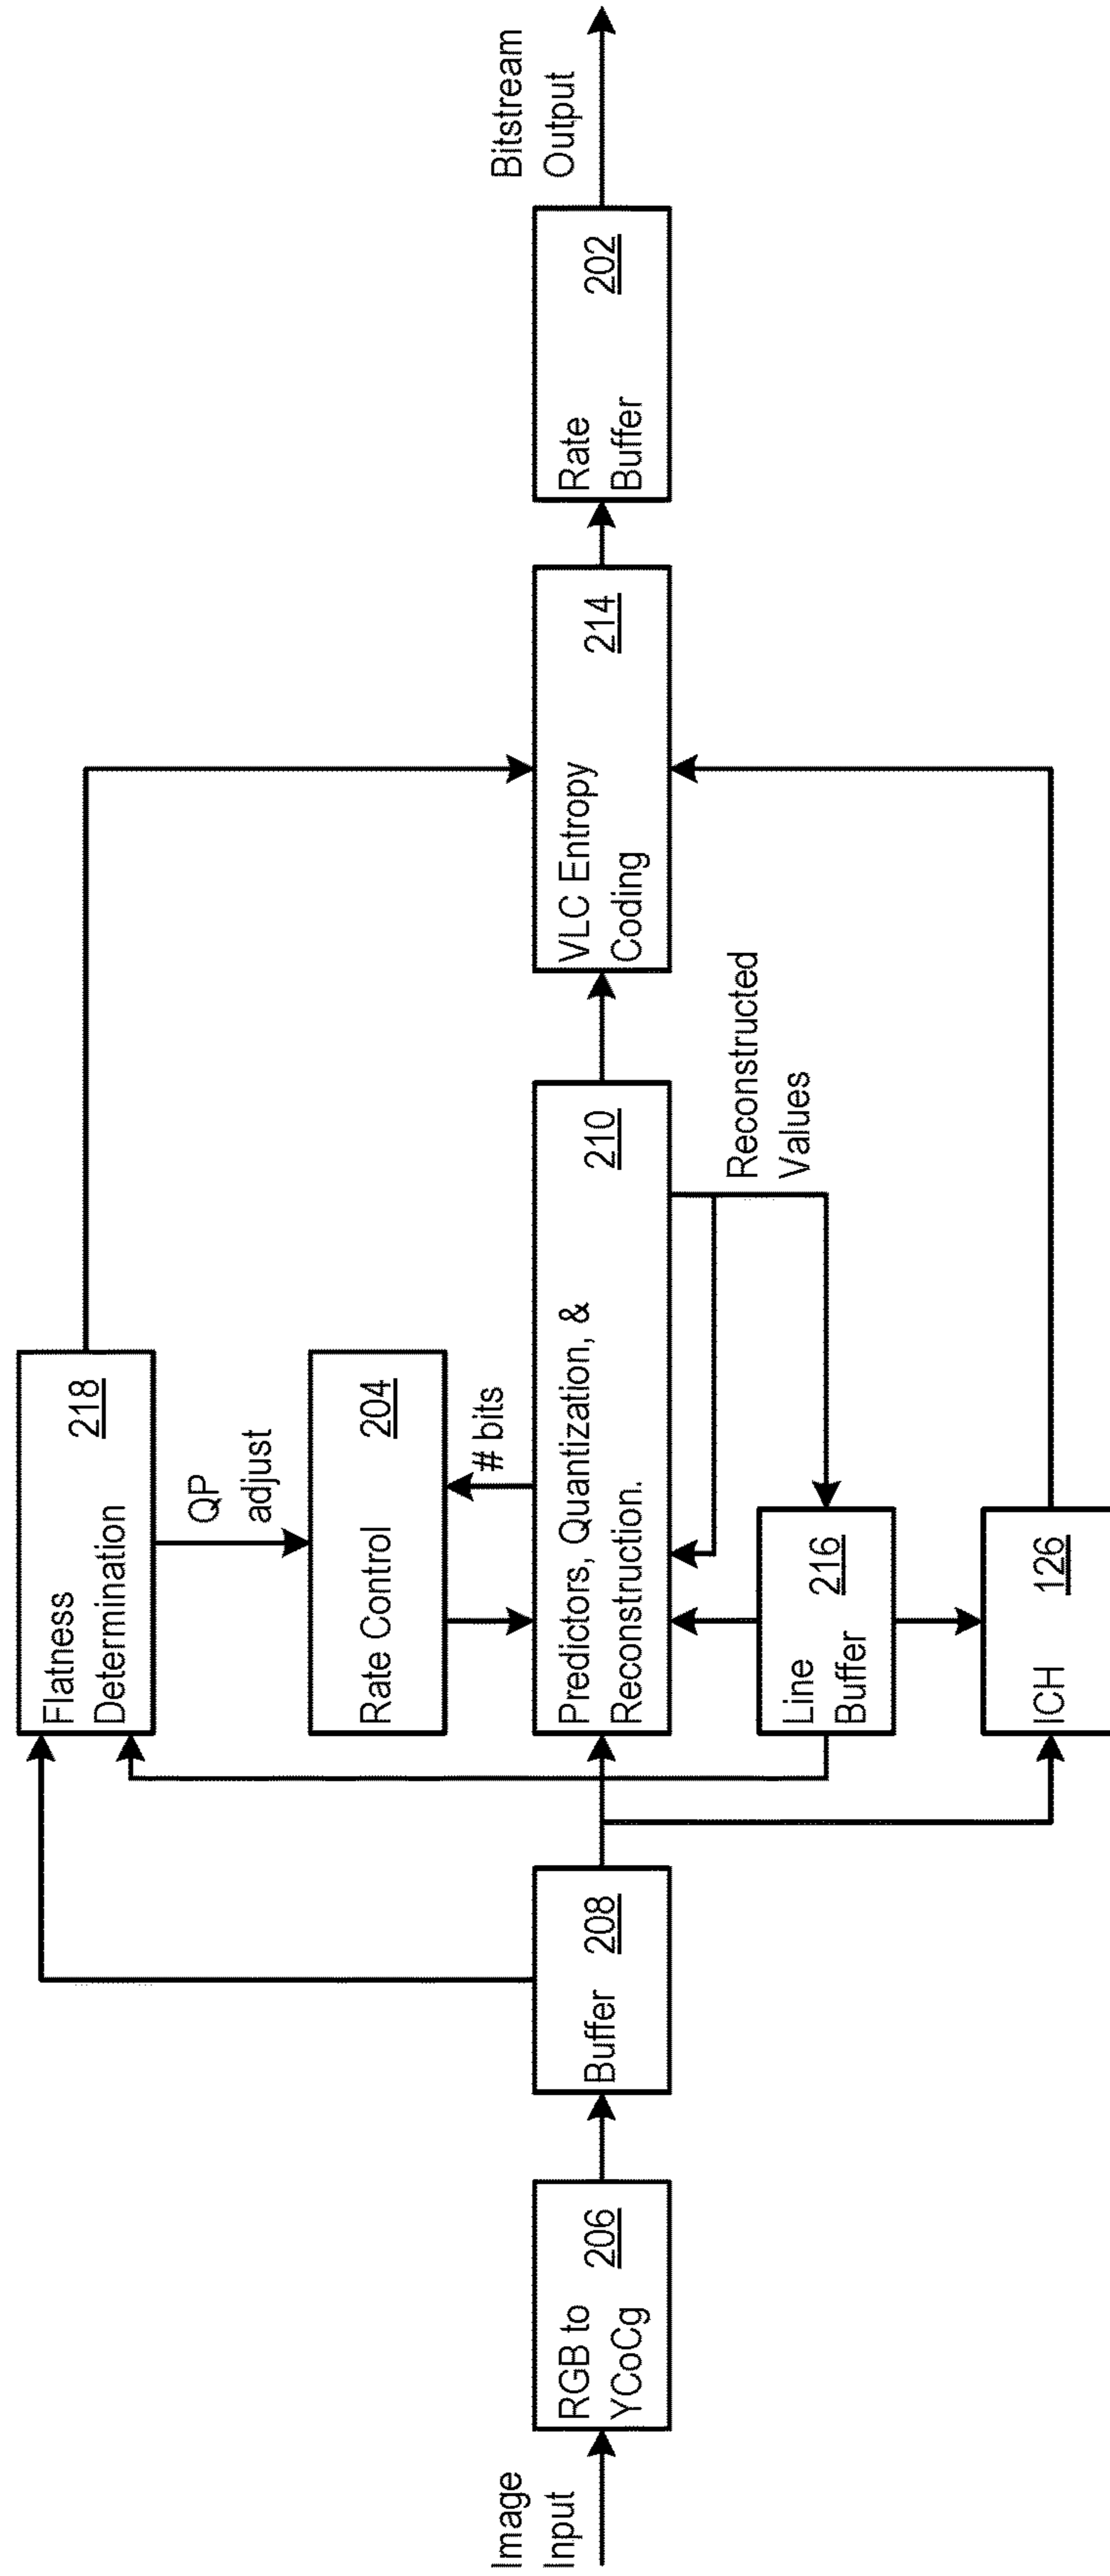 Image
Input
RGB to
YCoCg 206
Buffer 208
Flatness
Determination 218
QP
adjust
Rate Control 204
# bits
Predictors, Quantization, &
Reconstruction. 210
Reconstructed
Values
Line
Buffer 216
ICH 126
VLC Entropy
Coding 214
Rate
Buffer 202
Bitstream
Output